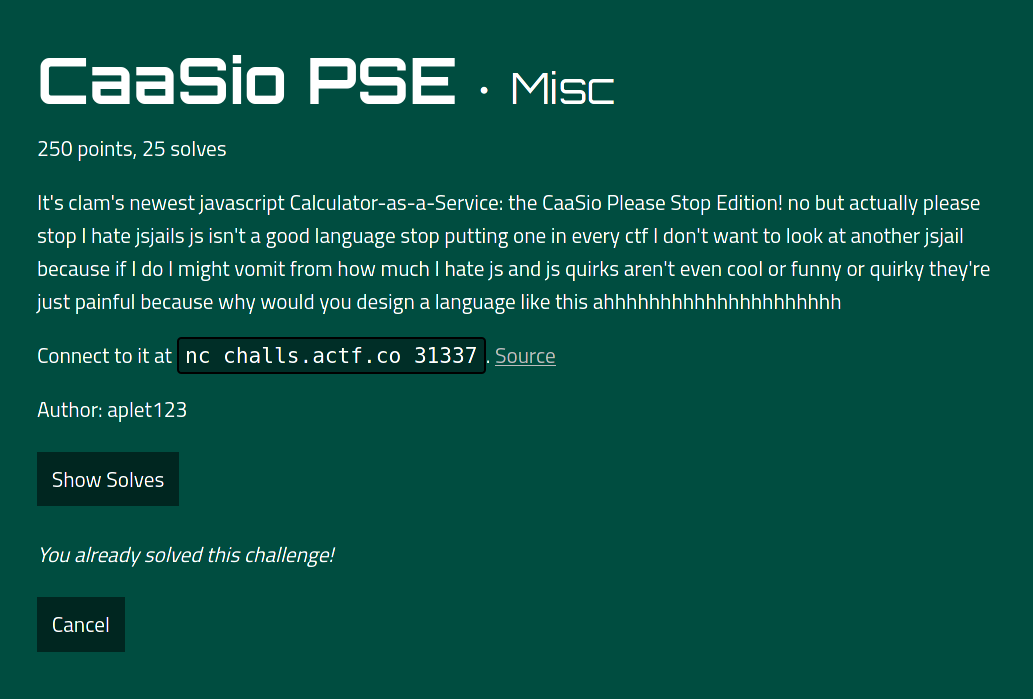 CaaSio PSE · Misc
250 points, 25 solves
It's clam's newest javascript Calculator-as-a-Service: the CaaSio Please Stop Edition! no but actually please
stop I hate jsjails js isn't a good language stop putting one in every ctf I don't want to look at another jsjail
because if I do I might vomit from how much I hate js and js quirks aren't even cool or funny or quirky they're
just painful because why would you design a language like this ahhhhhhhhhhhhhhhhhhhhh
Connect to it at nc challs.actf.co 31337. Source
Author: aplet123
Show Solves
You already solved this challenge!
Cancel